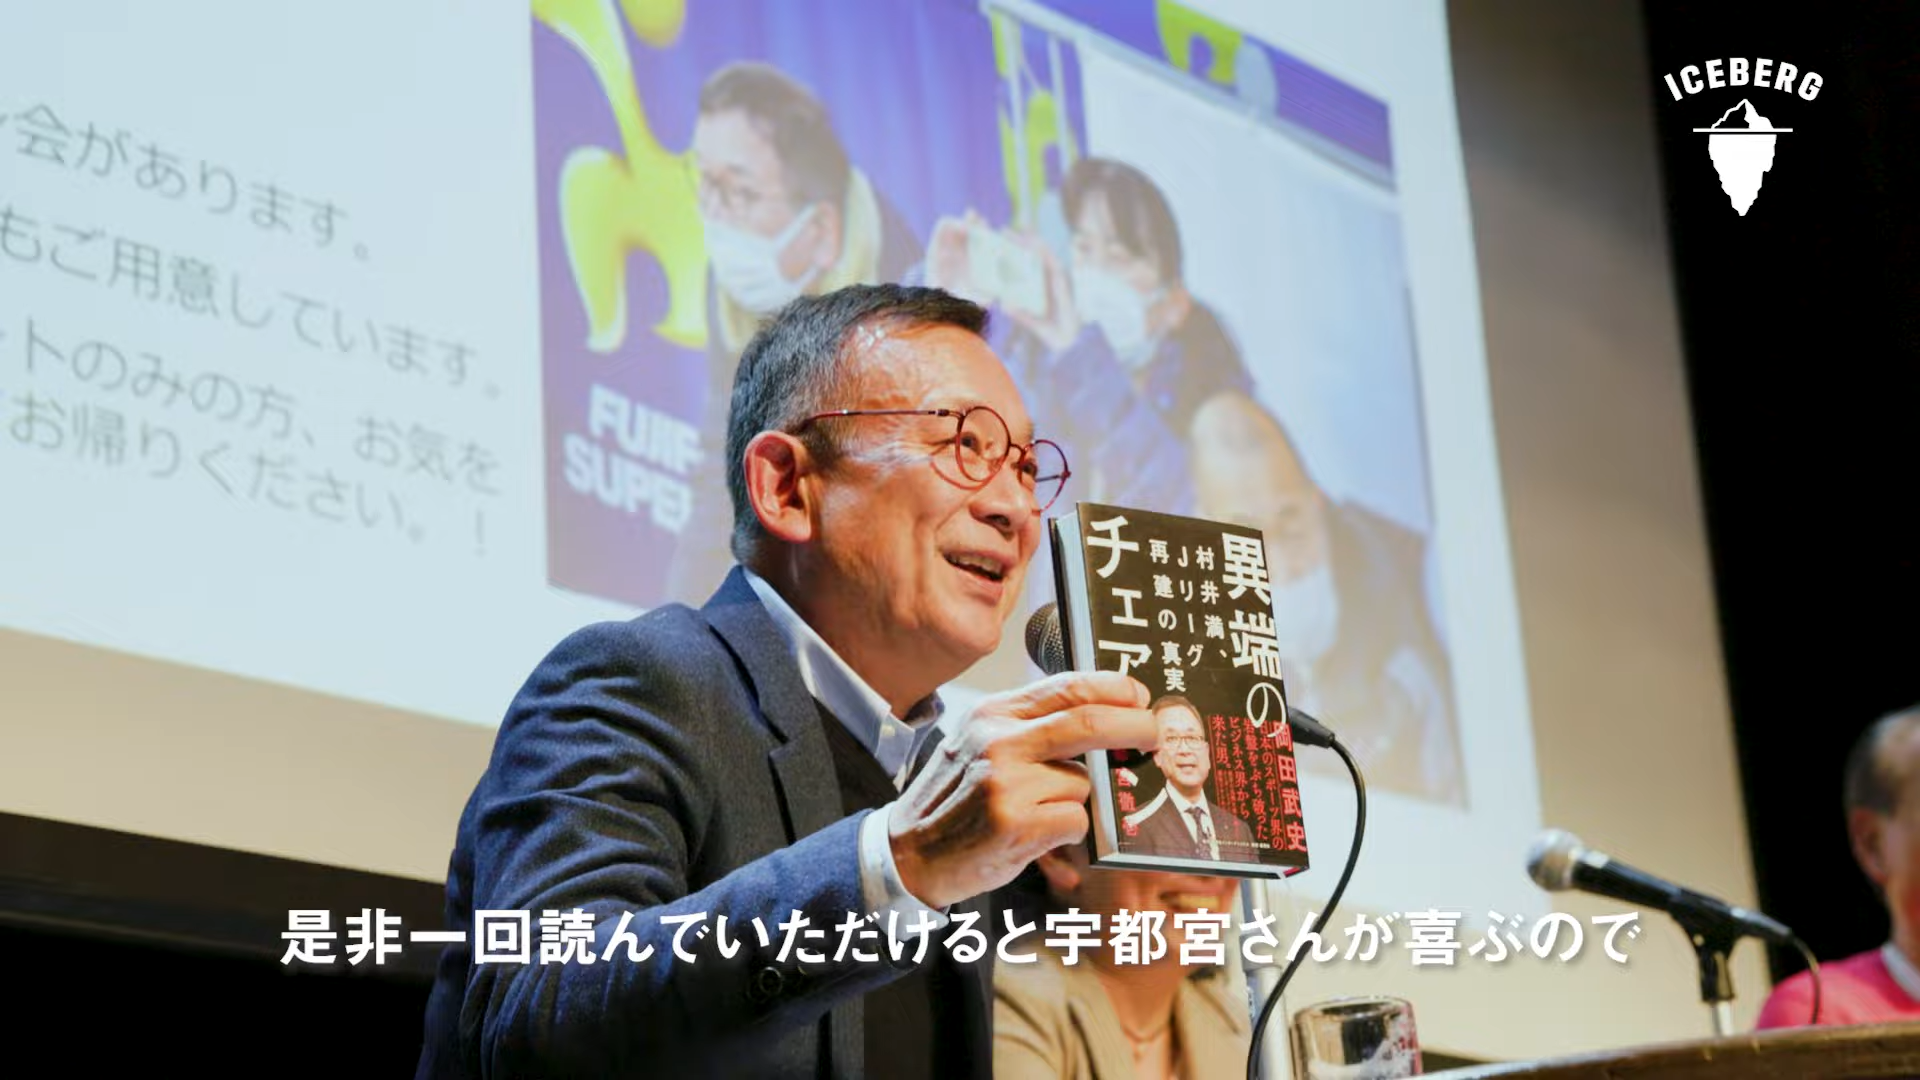 ICEBERG
会があります。
もご用意しています。
トのみの方、お気を
お帰りください。！
FUJIF
SUPER
異端の
チェア
村井満、
Jリーグ
再建の真実
岡田武史
日本のスポーツ界の
岩盤をぶち破った
ビジネス界から
来た男。
宮徹壱
是非一回読んでいただけると宇都宮さんが喜ぶので